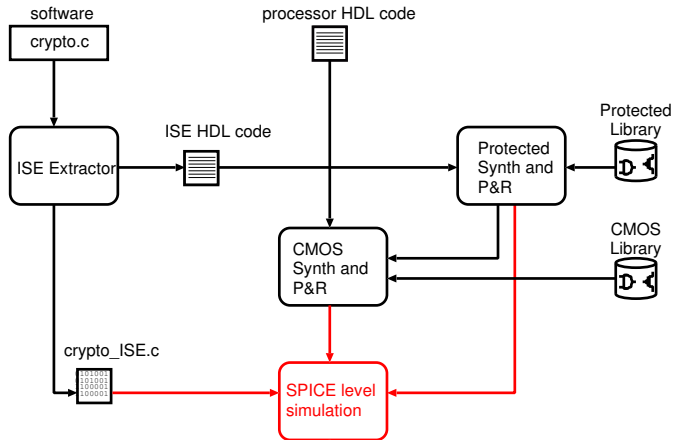 software
processor HDL code
crypto.c
ISE HDL code
Protected
Library
ISE Extractor
Protected
Synth and
P&R
CMOS
Synth and
P&R
CMOS
Library
crypto_ISE.c
101001
101001
100001
100001
SPICE level
simulation